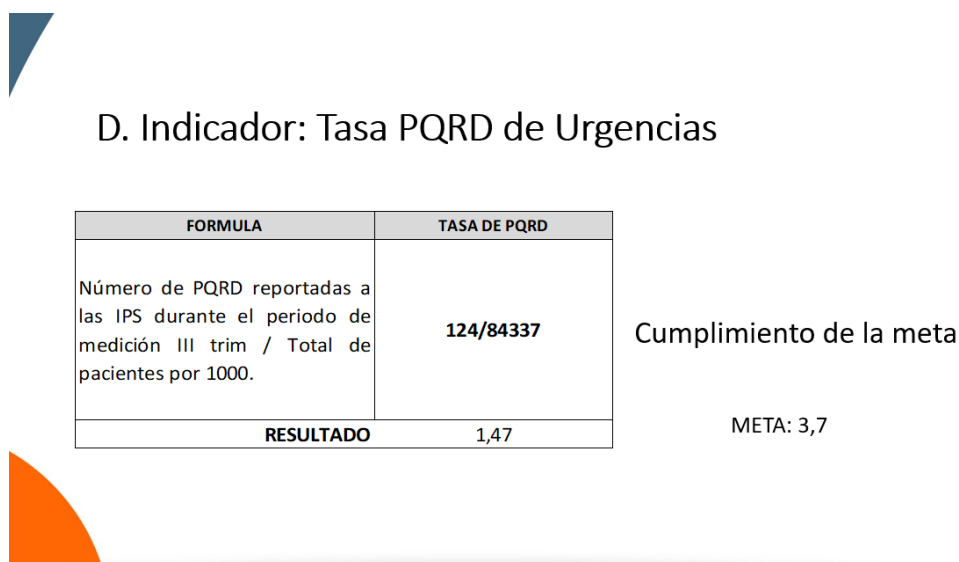 D. Indicador: Tasa PQRD de Urgencias
FORMULA
TASA DE PQRD
Número de PQRD reportadas a
las IPS durante el periodo de
medición III trim / Total de
pacientes por 1000.
124/84337
RESULTADO
1,47
Cumplimiento de la meta
META: 3,7